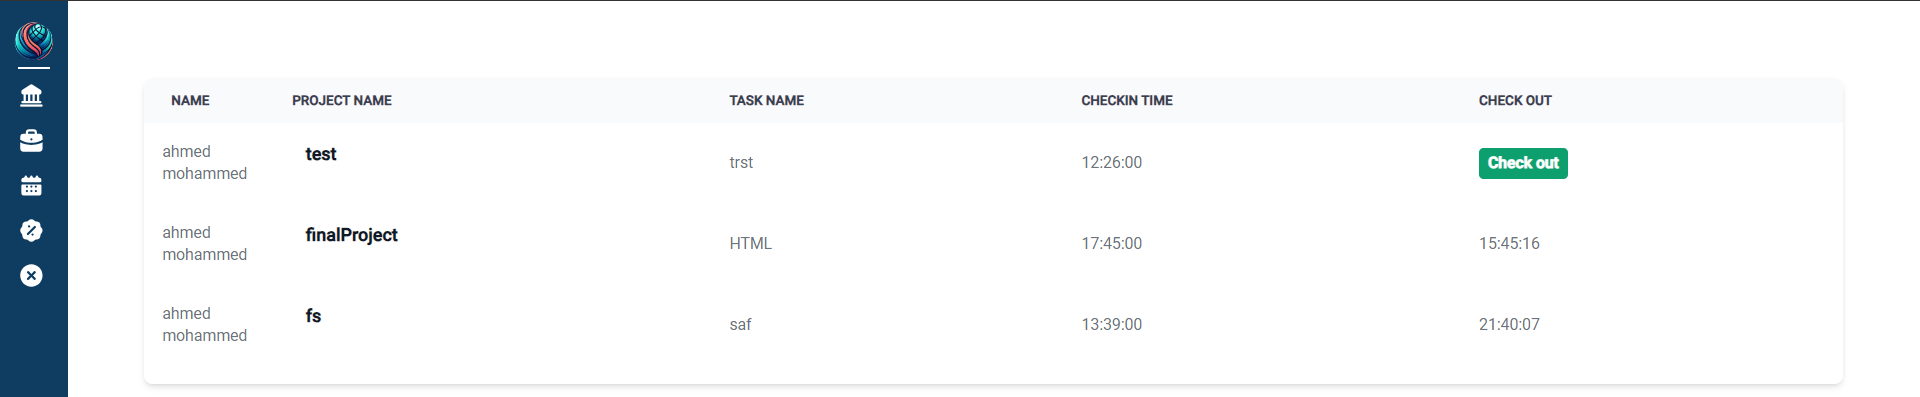 NAME PROJECT NAME TASK NAME CHECKIN TIME CHECK OUT
ahmed
mohammed
test
trst
12:26:00
Check out
ahmed
mohammed
finalProject
HTML
17:45:00
15:45:16
ahmed
mohammed
fs
saf
13:39:00
21:40:07